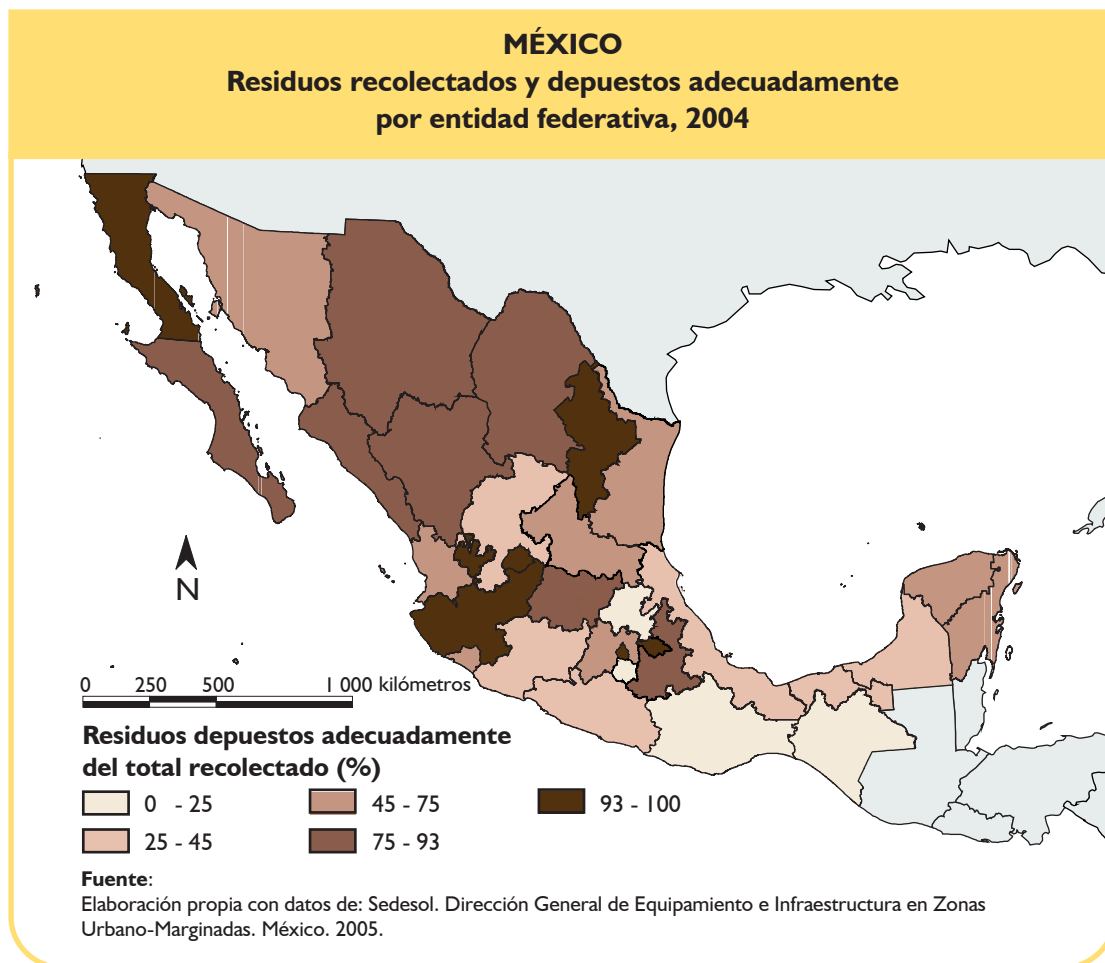 MÉXICO
Residuos recolectados y depuestos adecuadamente
por entidad federativa, 2004
N
0 250 500 1 000 kilómetros
Residuos depuestos adecuadamente
del total recolectado (%)
0 - 25
45 - 75
93 - 100
25 - 45
75 - 93
Fuente:
Elaboración propia con datos de: Sedesol. Dirección General de Equipamiento e Infraestructura en Zonas
Urbano-Marginadas. México. 2005.